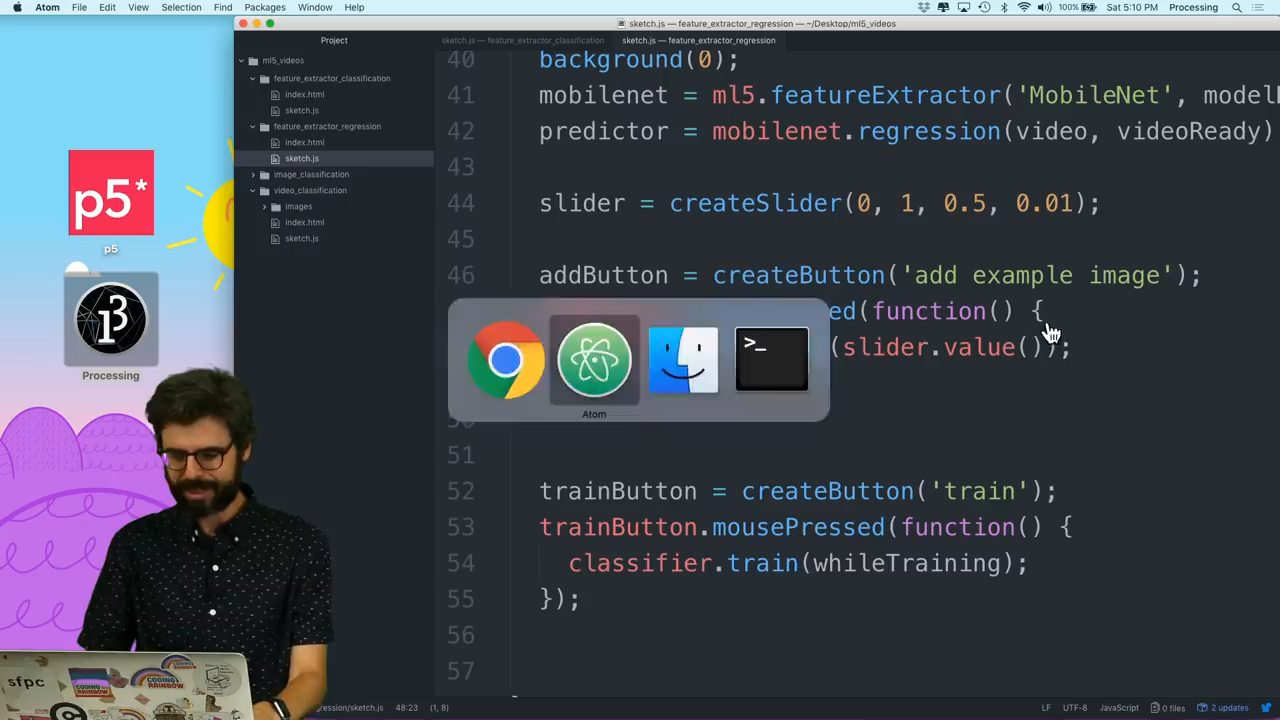 Atom File Edit View Selection Find Packages Window Help
100% Sat 5:10 PM Processing
sketch.js — feature_extractor_regression — ~/Desktop/ml5_videos
Project
sketch.js — feature_extractor_classification
sketch.js — feature_extractor_regression
ml5_videos
feature_extractor_classification
index.html
sketch.js
feature_extractor_regression
index.html
sketch.js
image_classification
video_classification
images
index.html
sketch.js
p5*
p5
Processing
40 background(0);
41 mobilenet = ml5.featureExtractor('MobileNet', model
42 predictor = mobilenet.regression(video, videoReady)
43
44 slider = createSlider(0, 1, 0.5, 0.01);
45
46 addButton = createButton('add example image');
ed(function() {
(slider.value());
Atom
51
52 trainButton = createButton('train');
53 trainButton.mousePressed(function() {
54 classifier.train(whileTraining);
55 });
56
57
sfpc
CODING
RAINBOW
CODING
RAINBOW
ression/sketch.js 48:23 (1, 8)
LF UTF-8 JavaScript 0 files 2 updates